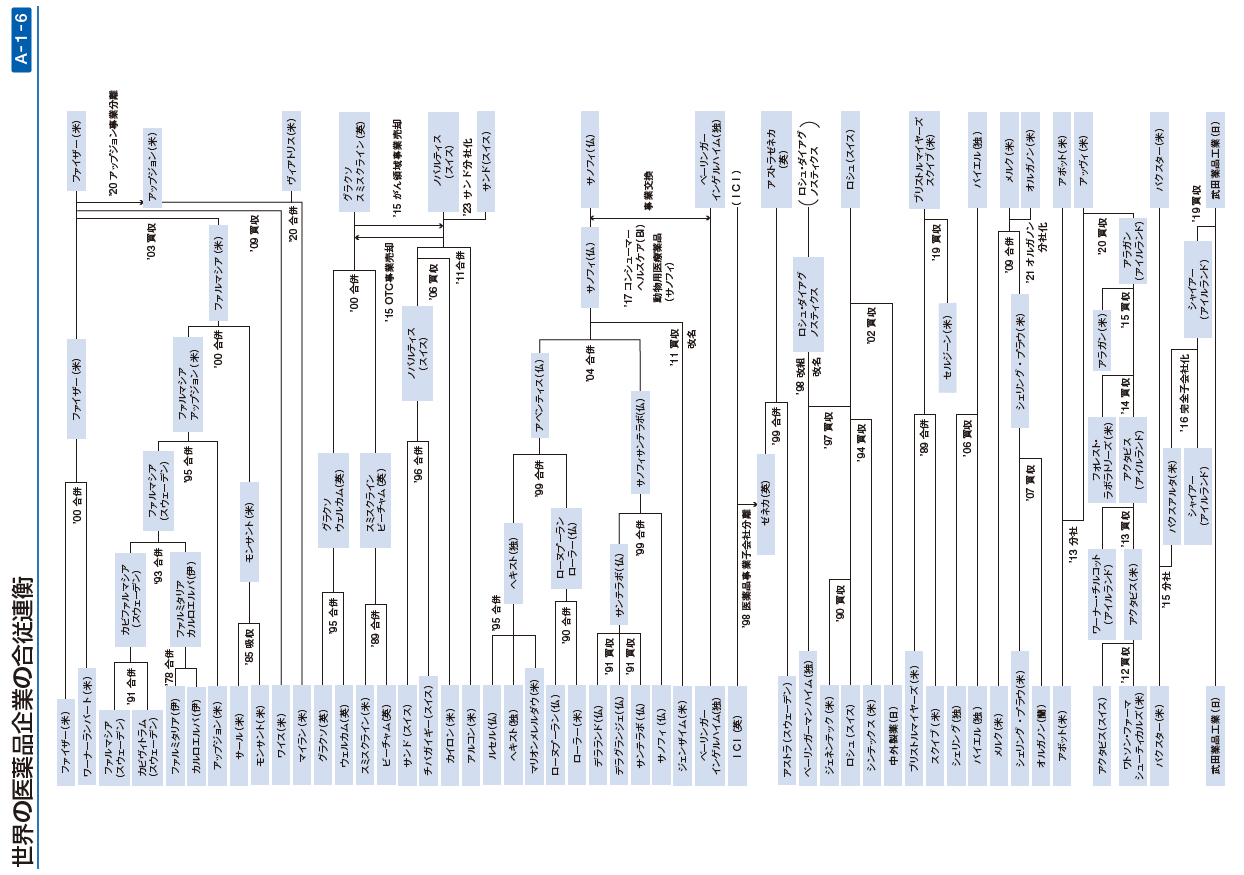 世界の医薬品企業の合従連衡
A-1-6
ファイザー(米)
ワーナーランバート(米)
'00 合併
ファイザー(米)
ファイザー(米)
'20 アップジョン事業分離
アップジョン(米)
ファルマシア
(スウェーデン)
カビヴィトラム
(スウェーデン)
'91 合併
カビファルマシア
(スウェーデン)
ファルミタリア(伊)
カルロエルバ(伊)
'78 合併
ファルミタリア
カルロエルバ(伊)
'93 合併
ファルマシア
(スウェーデン)
アップジョン(米)
'95 合併
ファルマシア
アップジョン(米)
サール(米)
モンサント(米)
'85 吸収
モンサント(米)
'00 合併
ファルマシア(米)
'03 買収
ワイス(米)
'09 買収
マイラン(米)
'20 合併
ヴィアトリス(米)
グラクソ(英)
ウェルカム(英)
'95 合併
グラクソ
ウェルカム(英)
スミスクライン(米)
ビーチャム(英)
'89 合併
スミスクライン
ビーチャム(英)
'00 合併
グラクソ
スミスクライン(英)
'15 OTC事業売却
'15 がん領域事業売却
サンド(スイス)
チバガイギー(スイス)
'96 合併
ノバルティス
(スイス)
カイロン(米)
'06 買収
アルコン(米)
'11合併
ノバルティス
(スイス)
'23 サンド分社化
サンド(スイス)
ルセル(仏)
ヘキスト(独)
マリオンメルルダウ(米)
'95 合併
ヘキスト(独)
ローヌプーラン(仏)
ローラー(米)
'90 合併
ローヌプーラン
ローラー(仏)
'99 合併
アベンティス(仏)
デララランド(仏)
デラグランジェ(仏)
'91 買収
'91 買収
サンテラボ(仏)
サンテラボ(仏)
サノフィ(仏)
'99 合併
サノフィサンテラボ(仏)
'04 合併
サノフィ(仏)
ジェンザイム(米)
'11 買収
改名
サノフィ(仏)
'17 コンシューマー
ヘルスケア(BI)
動物用医療薬品
(サノフィ)
事業交換
ベーリンガー
インゲルハイム(独)
ベーリンガー
インゲルハイム(独)
ICI(英)
(ICI)
'98 医薬品事業子会社分離
ゼネカ(英)
アストラ(スウェーデン)
'99 合併
アストラゼネカ
(英)
ベーリンガーマンハイム(独)
'97 買収
'98 改組
改名
ロシュ・ダイアグ
ノスティクス
(ロシュ・ダイアグ
ノスティクス)
ジェネンテック(米)
ロシュ(スイス)
'90 買収
シンテックス(米)
'94 買収
中外製薬(日)
'02 買収
ロシュ(スイス)
ブリストルマイヤーズ(米)
スクイブ(米)
'89 合併
セルジーン(米)
'19 買収
ブリストルマイヤーズ
スクイブ(米)
シェリング(独)
バイエル(独)
'06 買収
バイエル(独)
メルク(米)
シェリング・プラウ(米)
オルガノン(蘭)
'07 買収
シェリング・プラウ(米)
'09 合併
'21 オルガノン
分社化
メルク(米)
オルガノン(米)
アボット(米)
'13 分社
アボット(米)
アッヴィ(米)
アクタビス(スイス)
ワトソン・ファーマ
シューティカルズ(米)
'12買収
ワーナー・チルコット
(アイルランド)
アクタビス(米)
'13 買収
フォレスト・
ラボラトリーズ(米)
アクタビス
(アイルランド)
'14 買収
アラガン(米)
'15 買収
アラガン
(アイルランド)
'20 買収
バクスター(米)
'15 分社
バクスアルタ(米)
シャイアー
(アイルランド)
'16 完全子会社化
シャイアー
(アイルランド)
バクスター(米)
'19 買収
武田薬品工業(日)
武田薬品工業(日)